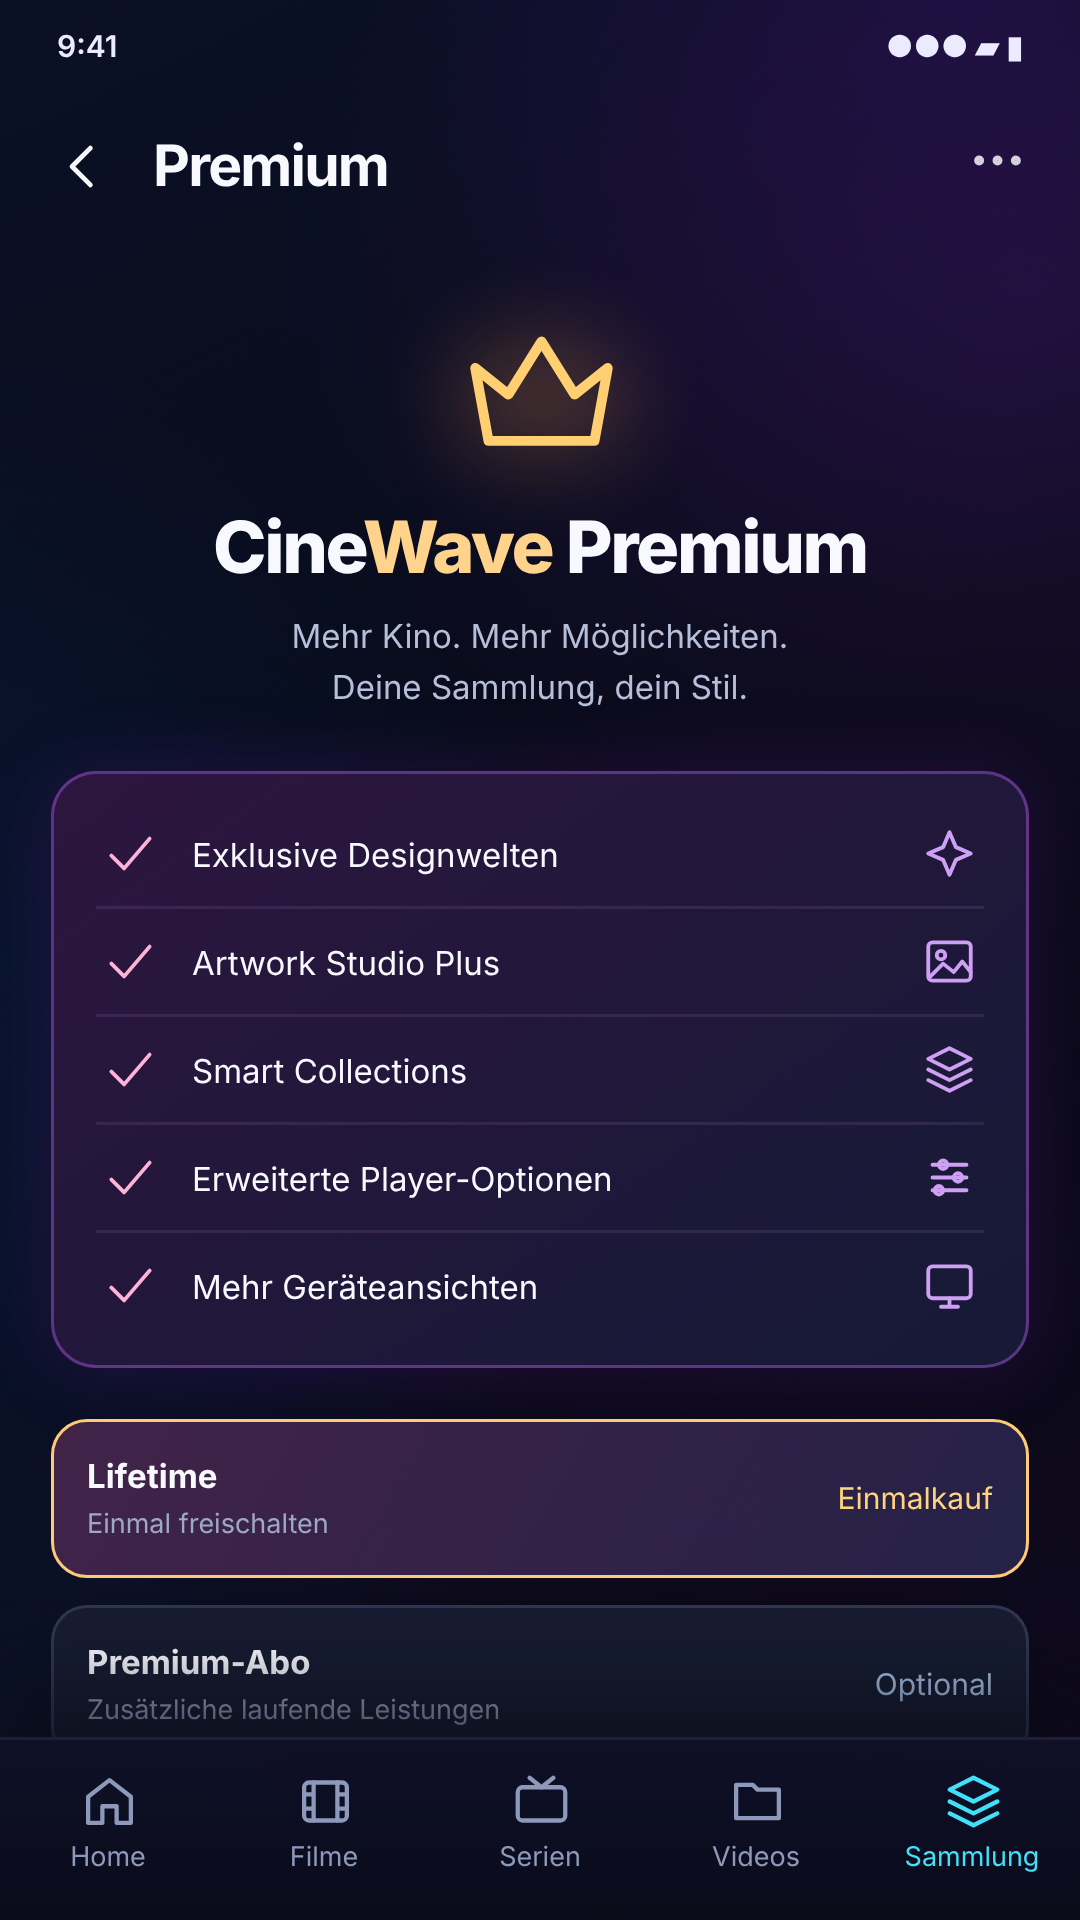 9:41
Premium
CineWave Premium
Mehr Kino. Mehr Möglichkeiten.
Deine Sammlung, dein Stil.
Exklusive Designwelten
Artwork Studio Plus
Smart Collections
Erweiterte Player-Optionen
Mehr Geräteansichten
Lifetime
Einmal freischalten
Einmalkauf
Premium-Abo
Zusätzliche laufende Leistungen
Optional
Home
Filme
Serien
Videos
Sammlung